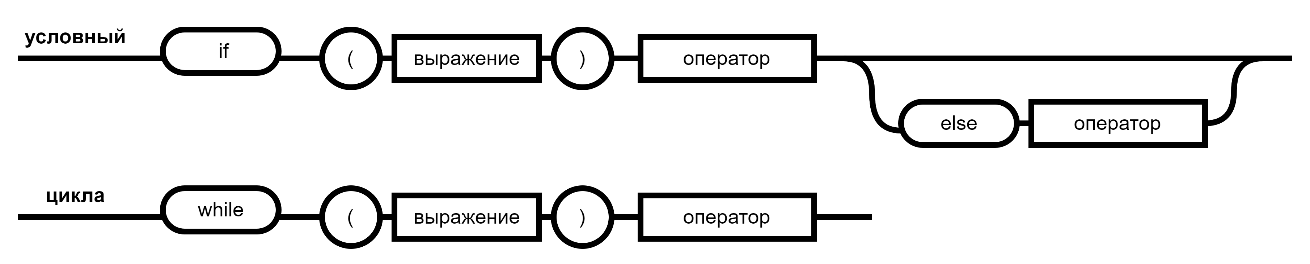 условный if ( выражение ) оператор
else оператор
цикла while ( выражение ) оператор